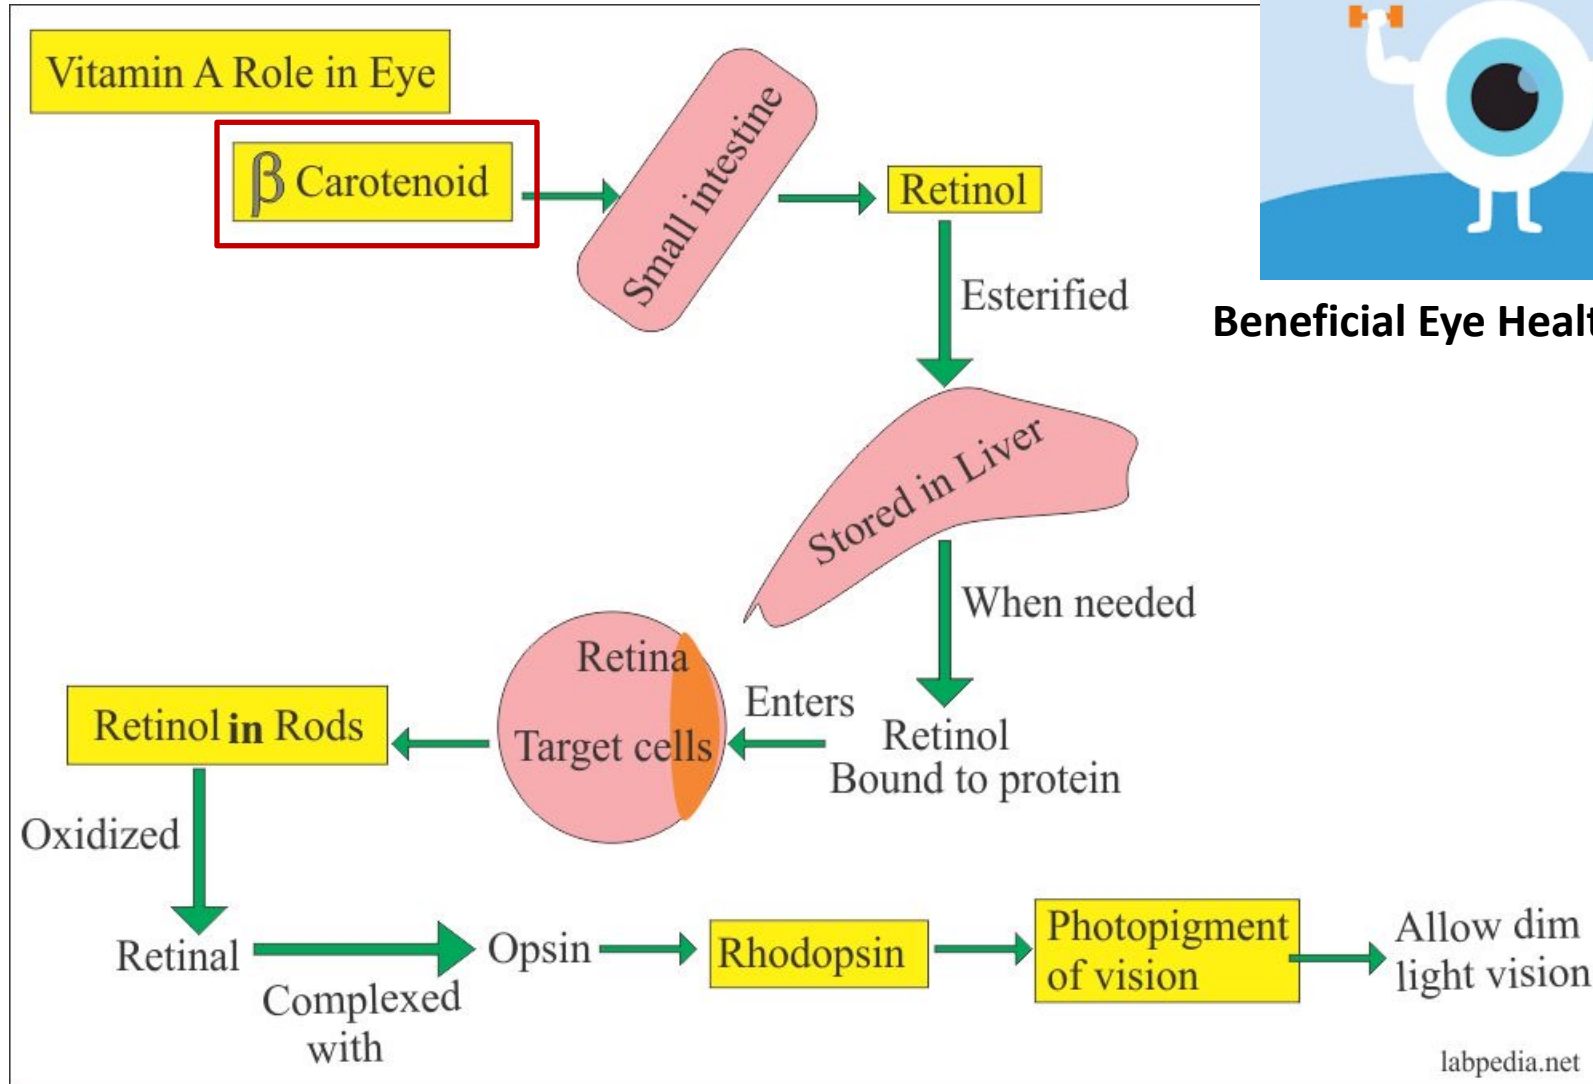 Vitamin A Role in Eye
β Carotenoid
Small intestine
Retinol
Esterified
Beneficial Eye Healt
Stored in Liver
When needed
Retinol
Bound to protein
Enters
Retina
Target cells
Retinol in Rods
Oxidized
Retinal
Complexed
with
Opsin
Rhodopsin
Photopigment
of vision
Allow dim
light vision
labpedia.net